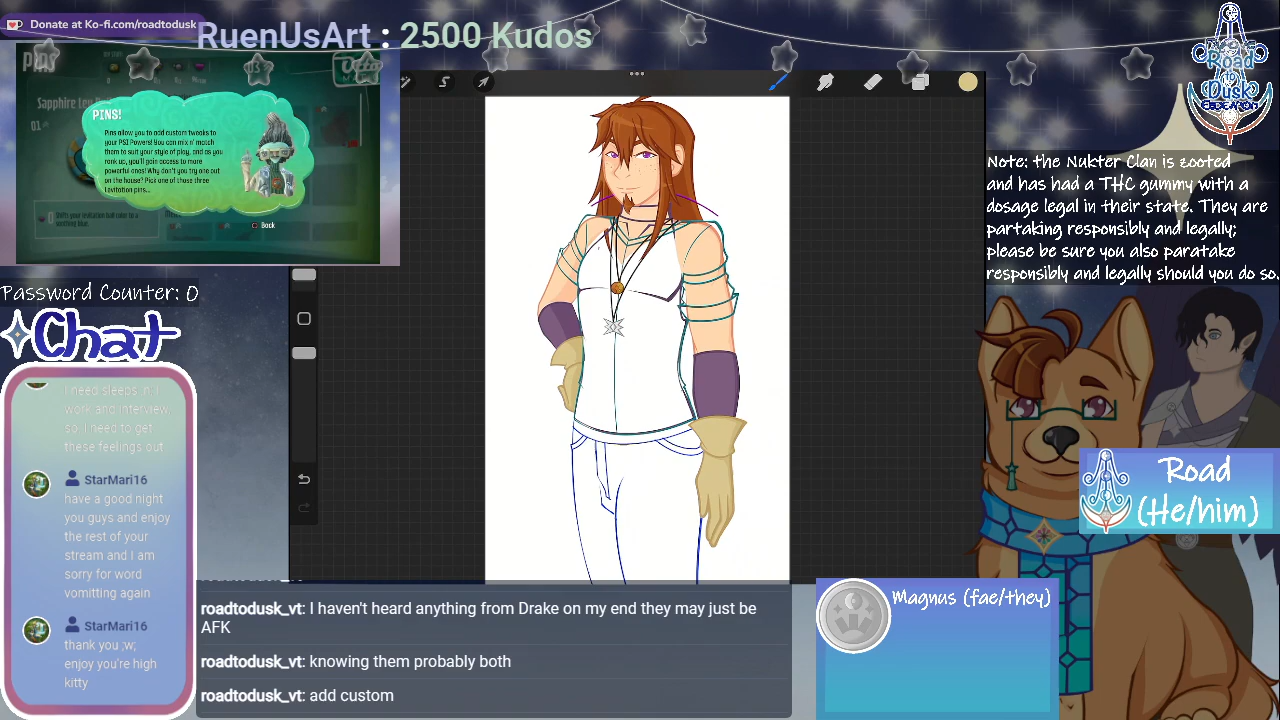 Donate at Ko-fi.com/roadtodusk
RuenUsArt : 2500 Kudos
Pins
Sapphire Lev
01
PINS!
Pins allow you to add custom tweaks to
your PSI Powers! You can mix n' match
them to suit your style of play, and as you
rank up, you'll gain access to more
powerful ones! Why don't you try one out
on the house? Pick one of those three
Levitation pins...
Back
Road
to
Dusk
Note: the Nukter Clan is zooted
and has had a THC gummy with a
dosage legal in their state. They are
partaking responsibly and legally;
please be sure you also paratake
responsibly and legally should you do so.
Password Counter: 0
Chat
I need sleeps ,n, I
work and interview
so, I need to get
these feelings out
StarMari16
have a good night
you guys and enjoy
the rest of your
stream and I am
sorry for word
vomitting again
StarMari16
thank you ;w;
enjoy you're high
kitty
roadtodusk_vt: I haven't heard anything from Drake on my end they may just be
AFK
roadtodusk_vt: knowing them probably both
roadtodusk_vt: add custom
Road
(He/him)
Magnus (fae/they)